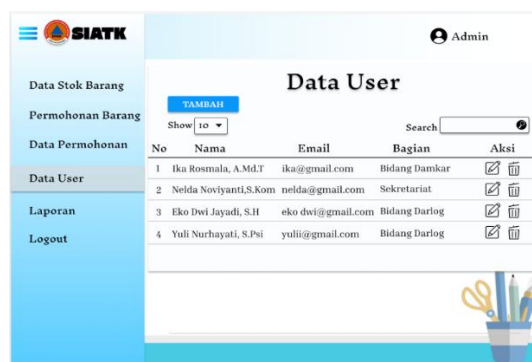 SIATK
Admin
Data Stok Barang
Permohonan Barang
Data Permohonan
Data User
Laporan
Logout
Data User
TAMBAH
Show 10
Search
No Nama Email Bagian Aksi
1 Ika Rosmala, A.Md.T ika@gmail.com Bidang Damkar
2 Nelda Noviyanti,S.Kom nelda@gmail.com Sekretariat
3 Eko Dwi Jayadi, S.H eko dwi@gmail.com Bidang Darlog
4 Yuli Nurhayati, S.Psi yulii@gmail.com Bidang Darlog